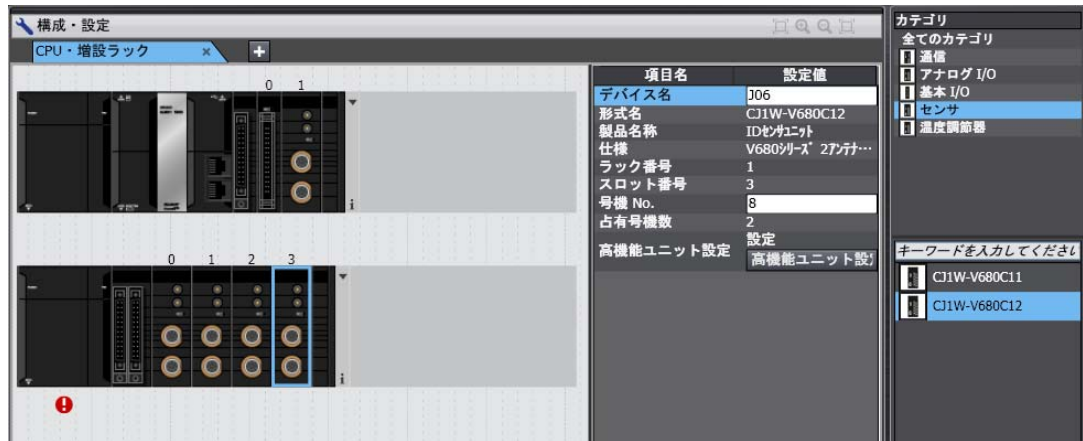 構成・設定
CPU・増設ラック × +
0 1
0 1 2 3
項目名 設定値
デバイス名 J06
形式名 CJ1W-V680C12
製品名称 IDｾﾝｻﾕﾆｯﾄ
仕様 V680ｼﾘｰｽﾞ 2ｱﾝﾃﾅ…
ラック番号 1
スロット番号 3
号機 No. 8
占有号機数 2
高機能ユニット設定 設定
高機能ユニット設
カテゴリ
全てのカテゴリ
通信
アナログ I/O
基本 I/O
センサ
温度調節器
キーワードを入力してください
CJ1W-V680C11
CJ1W-V680C12